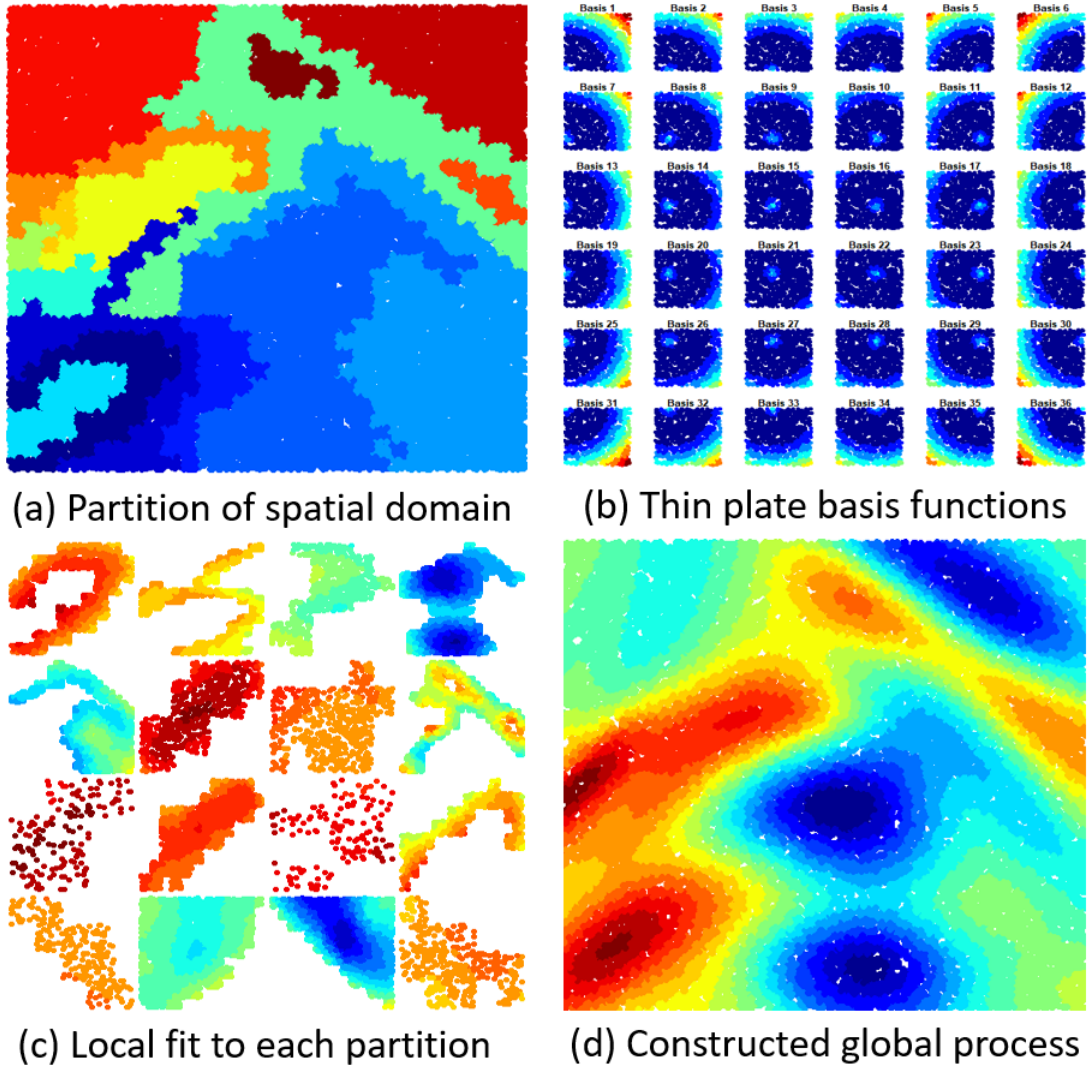 Basis 1 Basis 2 Basis 3 Basis 4 Basis 5 Basis 6
Basis 7 Basis 8 Basis 9 Basis 10 Basis 11 Basis 12
Basis 13 Basis 14 Basis 15 Basis 16 Basis 17 Basis 18
Basis 19 Basis 20 Basis 21 Basis 22 Basis 23 Basis 24
Basis 25 Basis 26 Basis 27 Basis 28 Basis 29 Basis 30
Basis 31 Basis 32 Basis 33 Basis 34 Basis 35 Basis 36
(a) Partition of spatial domain
(b) Thin plate basis functions
(c) Local fit to each partition
(d) Constructed global process